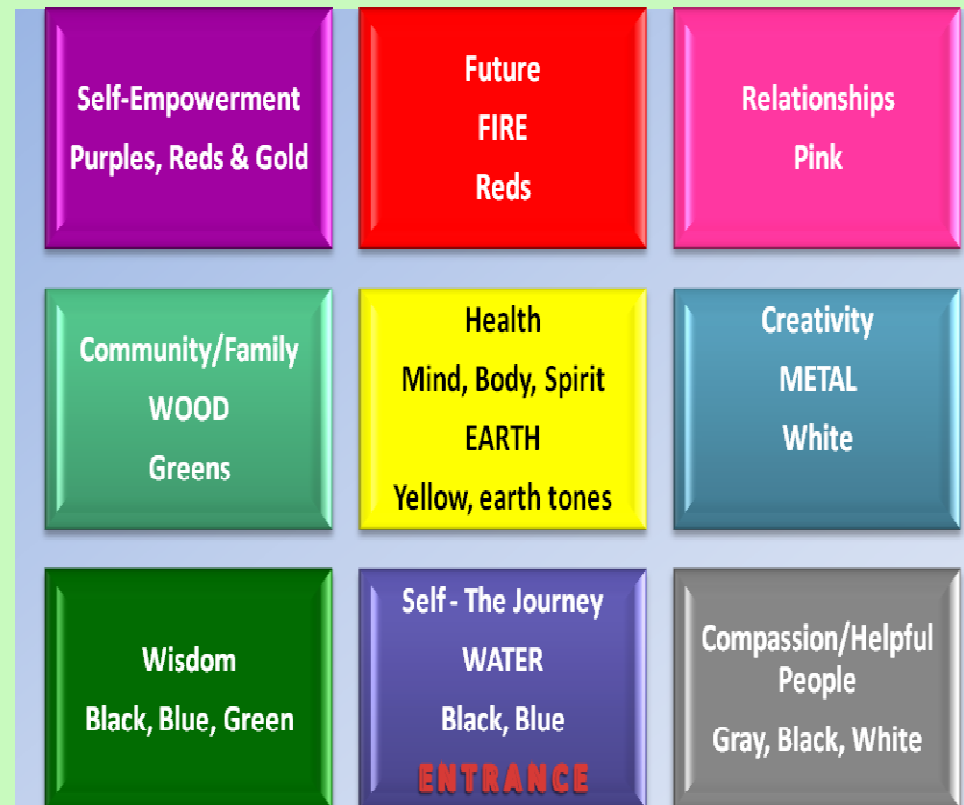 Self-Empowerment
Purples, Reds & Gold
Future
FIRE
Reds
Relationships
Pink
Community/Family
WOOD
Greens
Health
Mind, Body, Spirit
EARTH
Yellow, earth tones
Creativity
METAL
White
Wisdom
Black, Blue, Green
Self - The Journey
WATER
Black, Blue
ENTRANCE
Compassion/Helpful
People
Gray, Black, White